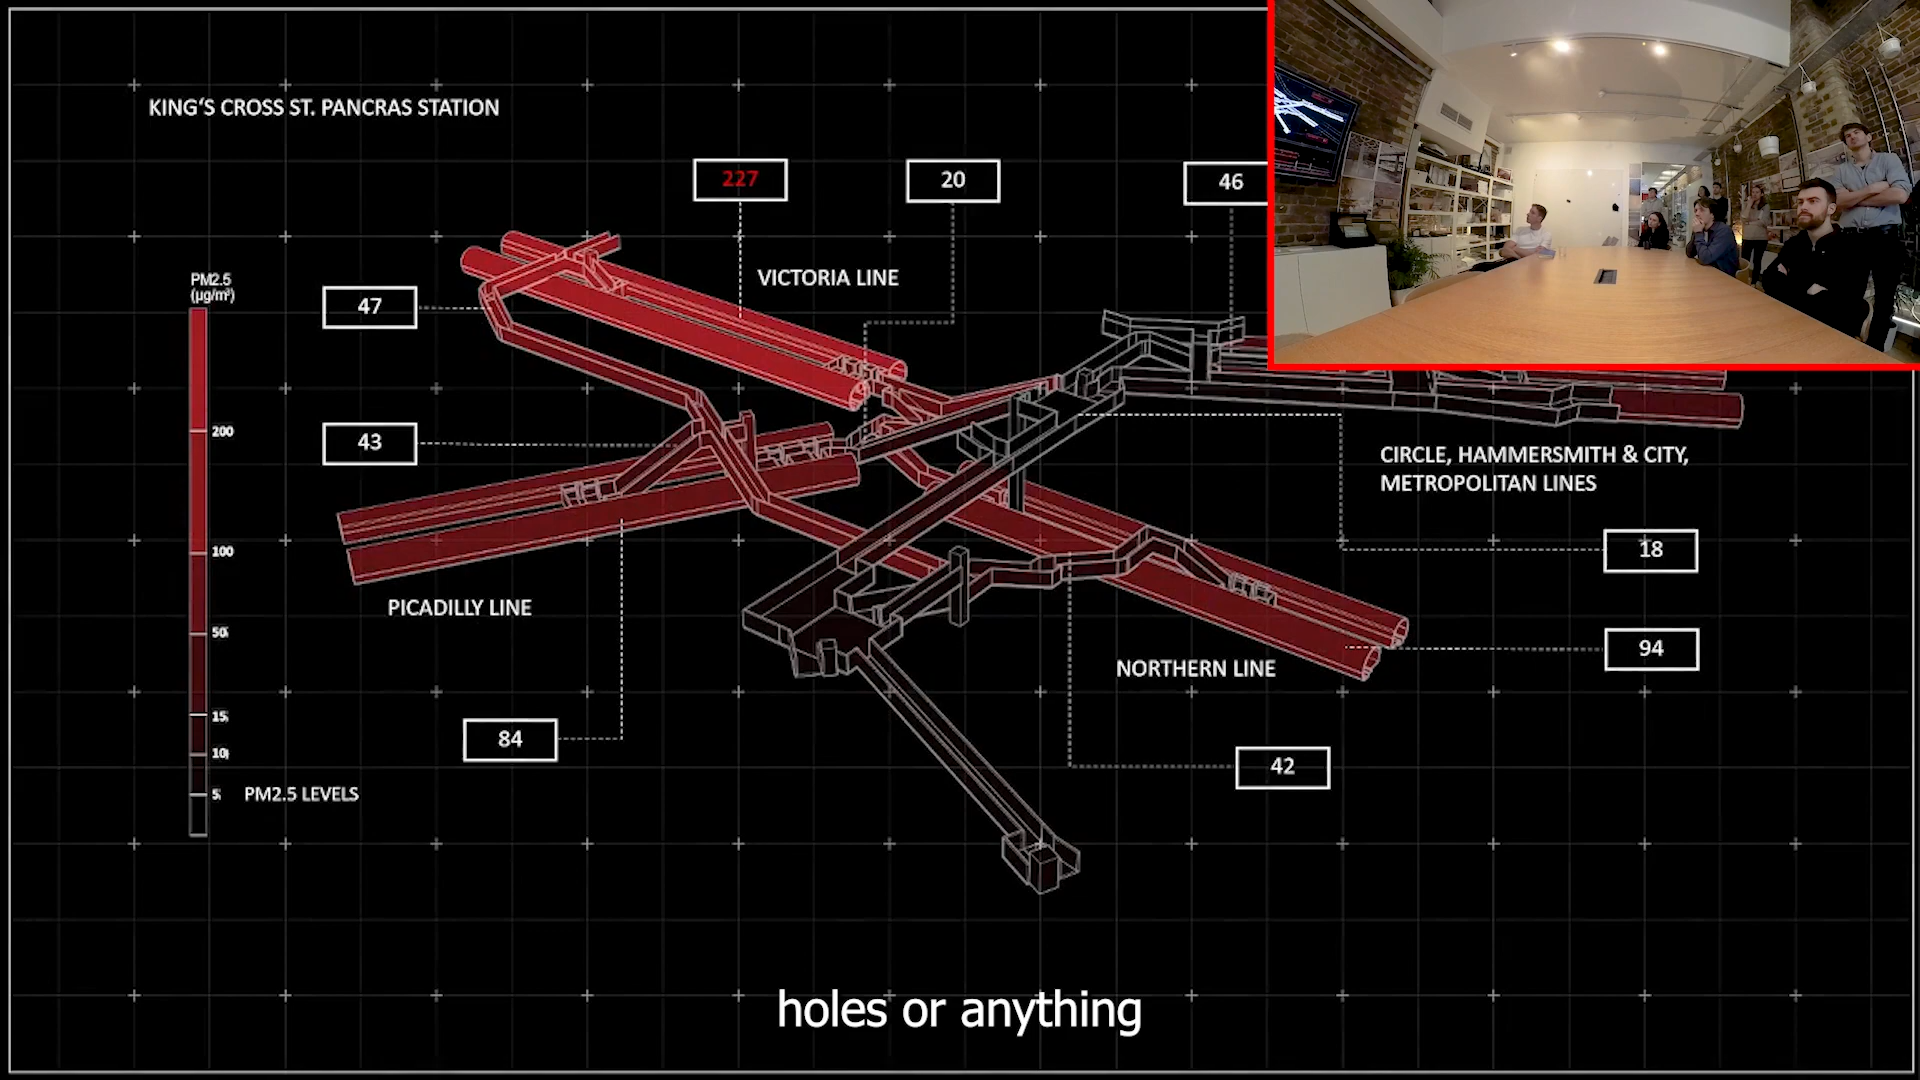 KING'S CROSS ST. PANCRAS STATION
227
20
46
VICTORIA LINE
PM2.5
(µg/m³)
47
200
43
CIRCLE, HAMMERSMITH & CITY,
METROPOLITAN LINES
100
18
PICADILLY LINE
50
94
NORTHERN LINE
15
84
10
42
5
PM2.5 LEVELS
holes or anything